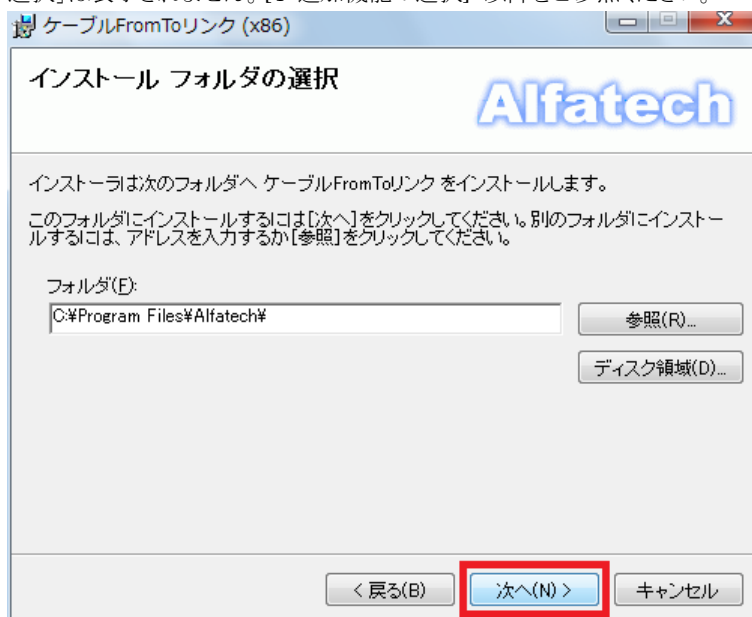 ケーブルFromToリンク (x86)
インストール フォルダの選択
Alfatech
インストーラは次のフォルダへ ケーブルFromToリンク をインストールします。
このフォルダにインストールするには[次へ]をクリックしてください。別のフォルダにインストー
ルするには、アドレスを入力するか[参照]をクリックしてください。
フォルダ(F):
C:¥Program Files¥Alfatech¥
参照(R)...
ディスク領域(D)...
< 戻る(B)
次へ(N) >
キャンセル